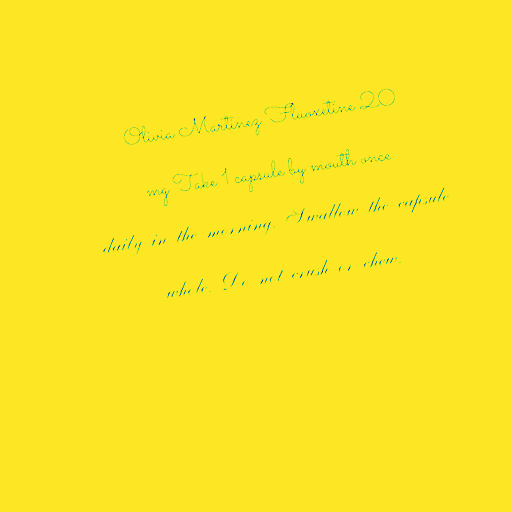 Olivia Martinez Fluoxetine 20
mg Take 1 capsule by mouth once
daily in the morning. Swallow the capsule
whole. Do not crush or chew.